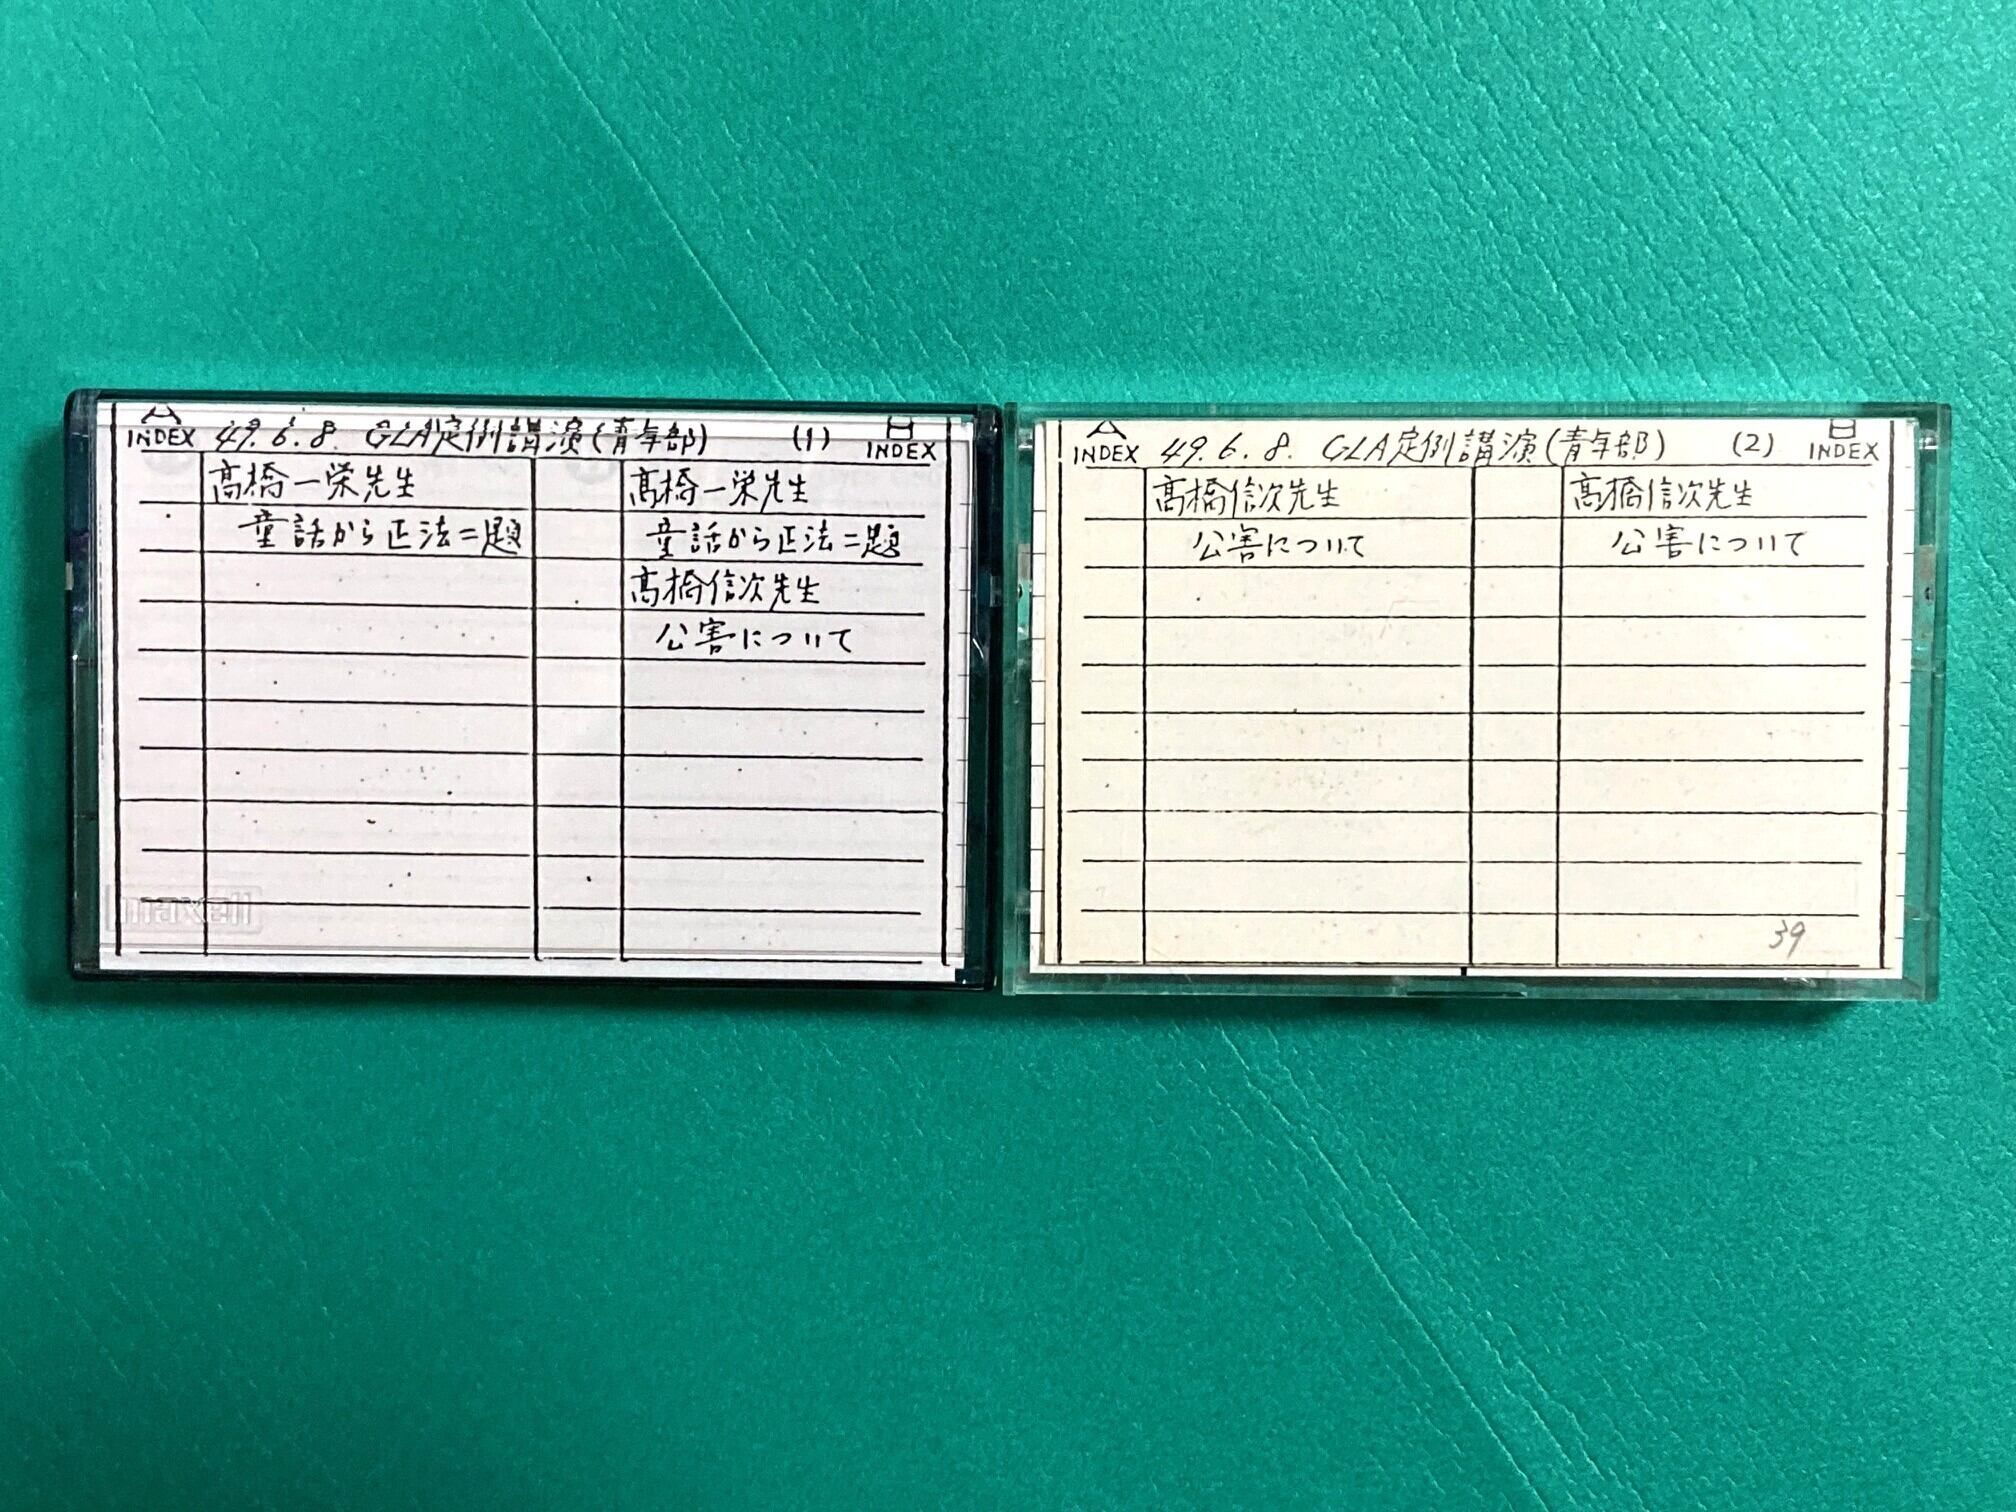 A INDEX 49.6.8. GLA定例講演(青年部) (1) B INDEX
高橋一栄先生
童話から正法二題
高橋一栄先生
童話から正法二題
高橋信次先生
公害について
maxell
A INDEX 49.6.8. GLA定例講演(青年部) (2) B INDEX
高橋信次先生
公害について
高橋信次先生
公害について
39